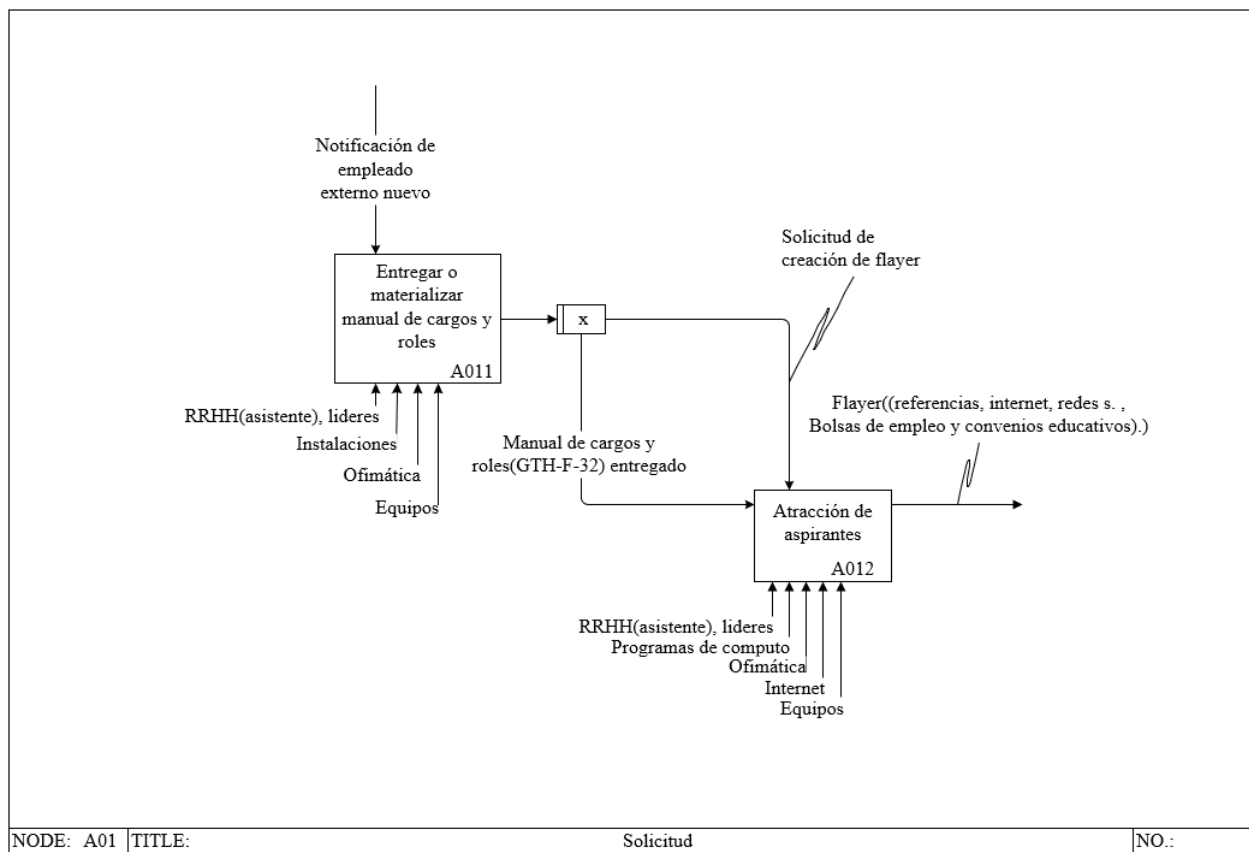 Notificación de
empleado
externo nuevo
Entregar o
materializar
manual de cargos y
roles
A011
x
Solicitud de
creación de flayer
RRHH(asistente), lideres
Instalaciones
Ofimática
Equipos
Manual de cargos y
roles(GTH-F-32) entregado
Flayer((referencias, internet, redes s. ,
Bolsas de empleo y convenios educativos).)
Atracción de
aspirantes
A012
RRHH(asistente), lideres
Programas de computo
Ofimática
Internet
Equipos
NODE: A01 TITLE: Solicitud NO.: